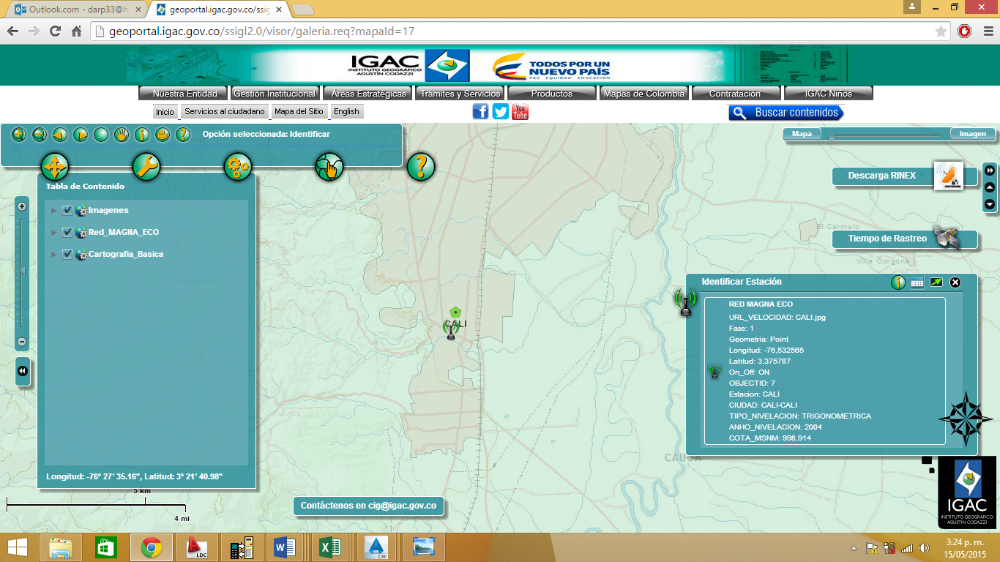 Outlook.com - darp33@h
geoportal.igac.gov.co/ssig
geoportal.igac.gov.co/ssigl2.0/visor/galeria.req?mapaId=17
IGAC
INSTITUTO GEOGRÁFICO
AGUSTIN CODAZZI
TODOS POR UN
NUEVO PAÍS
PAZ EQUIDAD EDUCACIÓN
Nuestra Entidad
Gestión Institucional
Áreas Estratégicas
Trámites y Servicios
Productos
Mapas de Colombia
Contratación
IGAC Niños
Inicio
Servicios al ciudadano
Mapa del Sitio
English
You Tube
Buscar contenidos
Opción seleccionada: Identificar
Mapa
Imagen
Tabla de Contenido
Imagenes
Red_MAGNA_ECO
Cartografia_Basica
Descarga RINEX
El Carmelo
Tiempo de Rastreo
Villa Gorgona
Identificar Estación
RED MAGNA ECO
URL_VELOCIDAD: CALI.jpg
Fase: 1
Geometria: Point
Longitud: -76,532565
Latitud: 3,375787
On_Off: ON
OBJECTID: 7
Estacion: CALI
CIUDAD: CALI-CALI
TIPO_NIVELACION: TRIGONOMETRICA
ANHO_NIVELACION: 2004
COTA_MSNM: 998,914
CALI
CAUCA
Longitud: -76º 27' 35.16", Latitud: 3º 21' 40.98"
5 km
4 mi
Contáctenos en cig@igac.gov.co
IGAC
INSTITUTO GEOGRÁFICO
AGUSTÍN CODAZZI
LDC
C3D
3:24 p. m.
15/05/2015